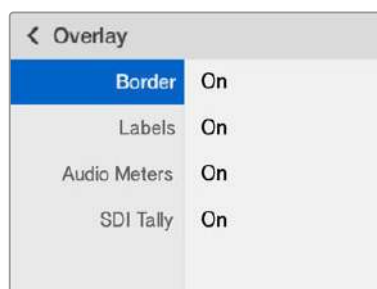 Overlay
Border On
Labels On
Audio Meters On
SDI Tally On